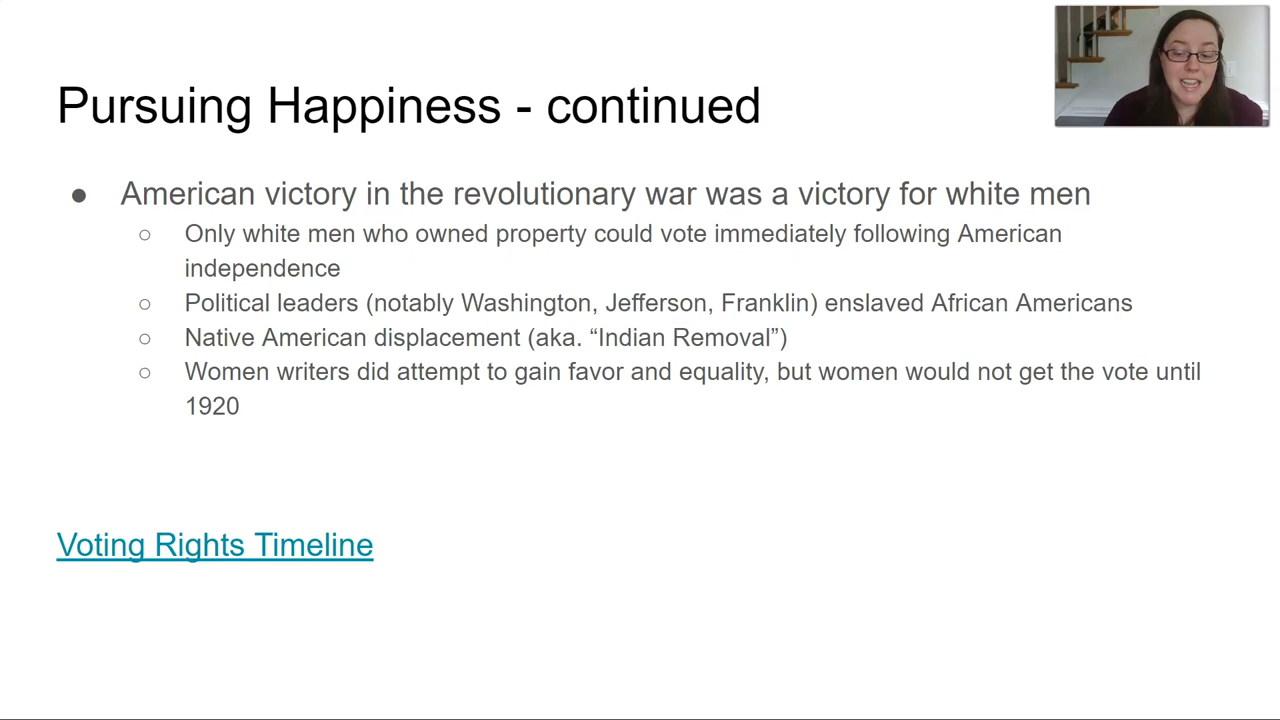 Pursuing Happiness - continued
● American victory in the revolutionary war was a victory for white men
○ Only white men who owned property could vote immediately following American
independence
○ Political leaders (notably Washington, Jefferson, Franklin) enslaved African Americans
○ Native American displacement (aka. “Indian Removal”)
○ Women writers did attempt to gain favor and equality, but women would not get the vote until
1920
Voting Rights Timeline